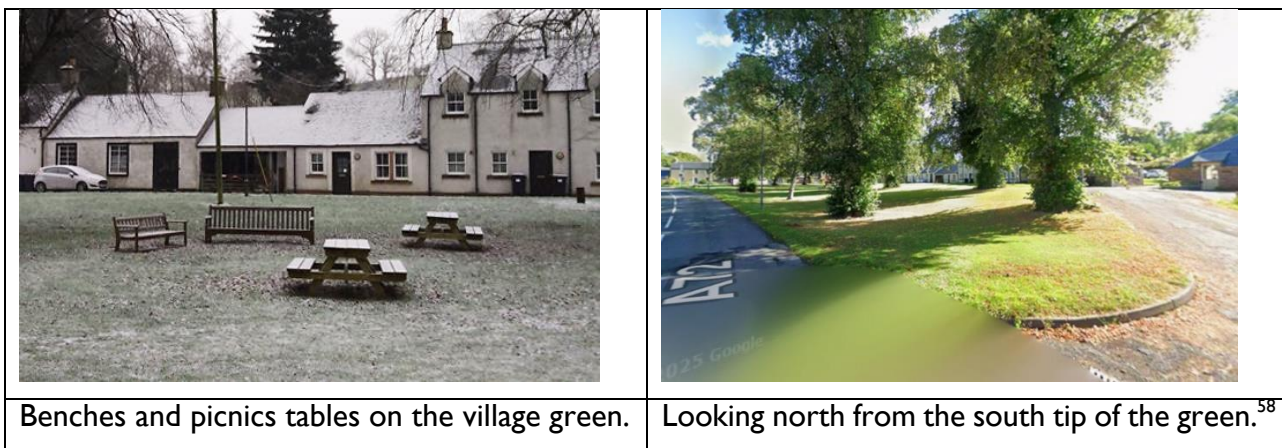 A72
025 Google
Benches and picnics tables on the village green.
Looking north from the south tip of the green.58